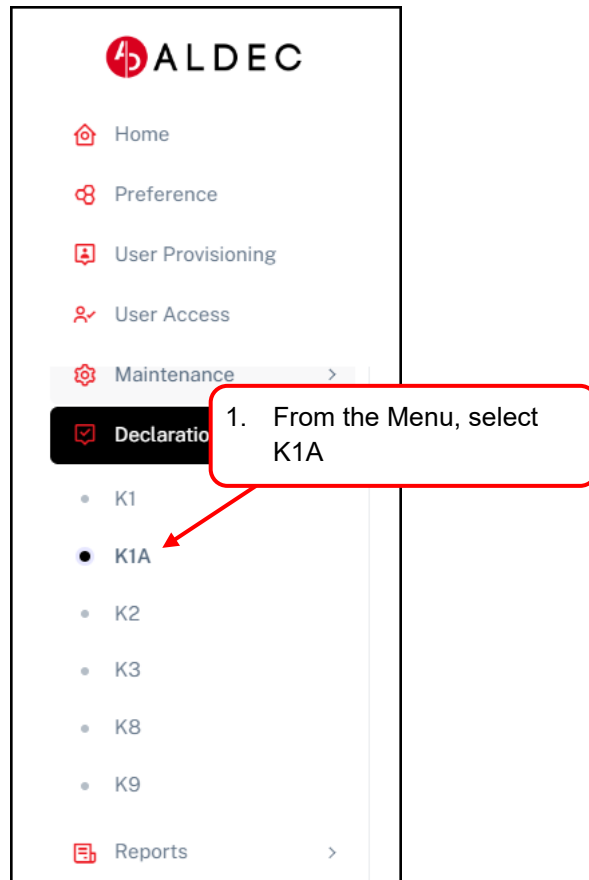 ALDEC
Home
Preference
User Provisioning
User Access
Maintenance
Declaratio
1. From the Menu, select
K1A
K1
K1A
K2
K3
K8
K9
Reports